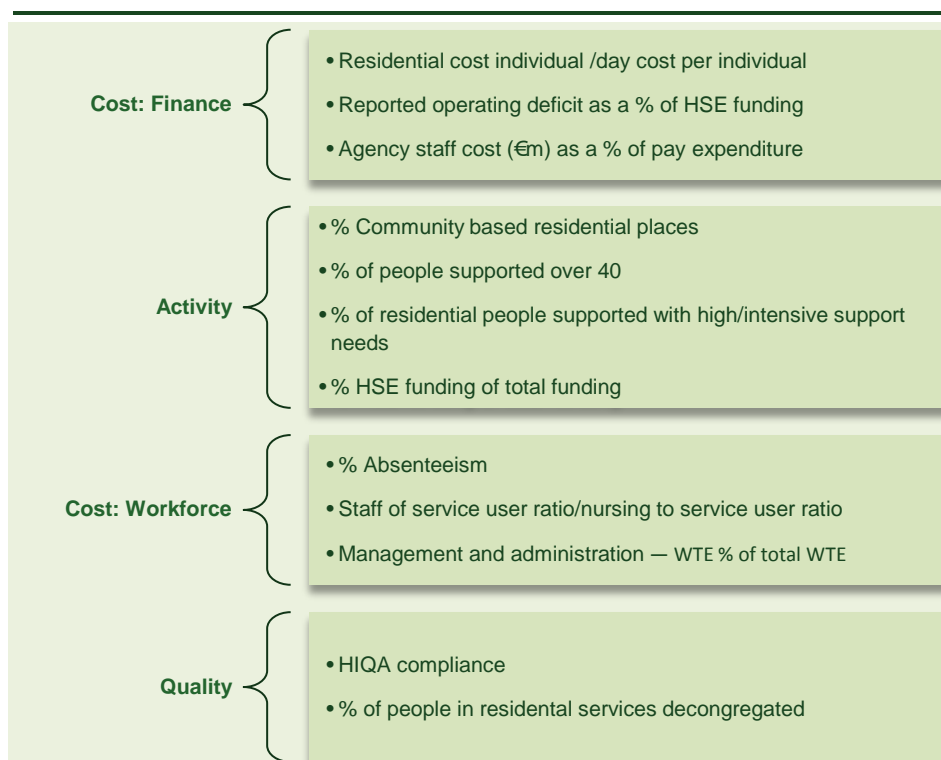 Cost: Finance
• Residential cost individual /day cost per individual
• Reported operating deficit as a % of HSE funding
• Agency staff cost (€m) as a % of pay expenditure
Activity
• % Community based residential places
• % of people supported over 40
• % of residential people supported with high/intensive support
needs
• % HSE funding of total funding
Cost: Workforce
• % Absenteeism
• Staff of service user ratio/nursing to service user ratio
• Management and administration — WTE % of total WTE
Quality
• HIQA compliance
• % of people in residental services decongregated